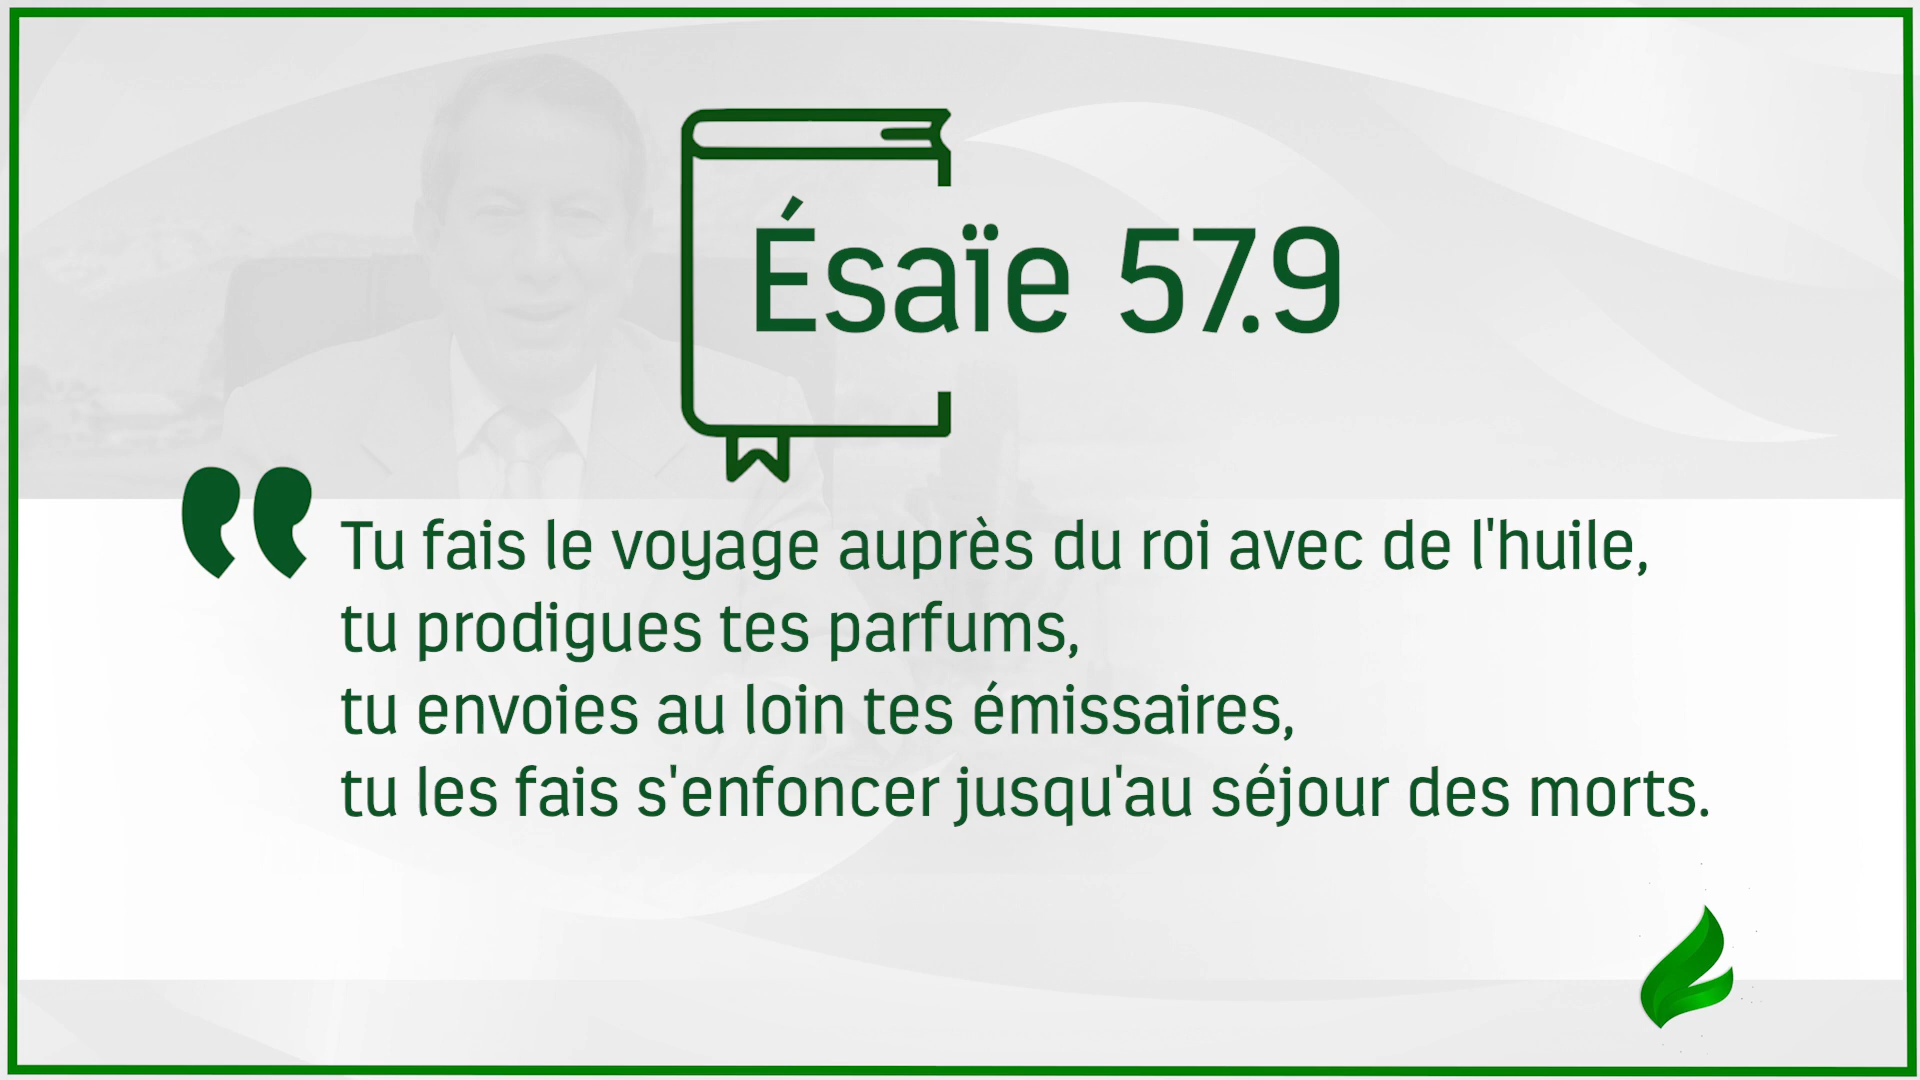 Ésaïe 57.9
Tu fais le voyage auprès du roi avec de l'huile,
tu prodigues tes parfums,
tu envoies au loin tes émissaires,
tu les fais s'enfoncer jusqu'au séjour des morts.